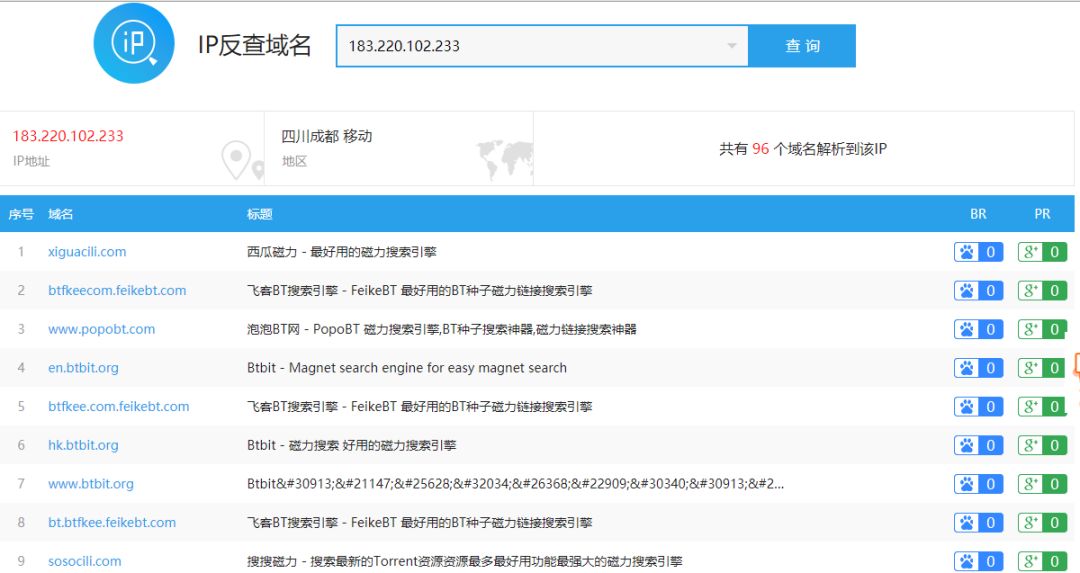 iP
IP反查域名
183.220.102.233
查 询
183.220.102.233
IP地址
四川成都 移动
地区
共有 96 个域名解析到该IP
序号 域名 标题 BR PR
1 xiguacili.com 西瓜磁力 - 最好用的磁力搜索引擎 0 g+ 0
2 btfkeecom.feikebt.com 飞客BT搜索引擎 - FeikeBT 最好用的BT种子磁力链接搜索引擎 0 g+ 0
3 www.popobt.com 泡泡BT网 - PopoBT 磁力搜索引擎,BT种子搜索神器,磁力链接搜索神器 0 g+ 0
4 en.btbit.org Btbit - Magnet search engine for easy magnet search 0 g+ 0
5 btfkee.com.feikebt.com 飞客BT搜索引擎 - FeikeBT 最好用的BT种子磁力链接搜索引擎 0 g+ 0
6 hk.btbit.org Btbit - 磁力搜索 好用的磁力搜索引擎 0 g+ 0
7 www.btbit.org Btbit&#30913;&#21147;&#25628;&#32034;&#26368;&#22909;&#30340;&#30913;&#2... 0 g+ 0
8 bt.btfkee.feikebt.com 飞客BT搜索引擎 - FeikeBT 最好用的BT种子磁力链接搜索引擎 0 g+ 0
9 sosocili.com 搜搜磁力 - 搜索最新的Torrent资源资源最多最好用功能最强大的磁力搜索引擎 0 g+ 0